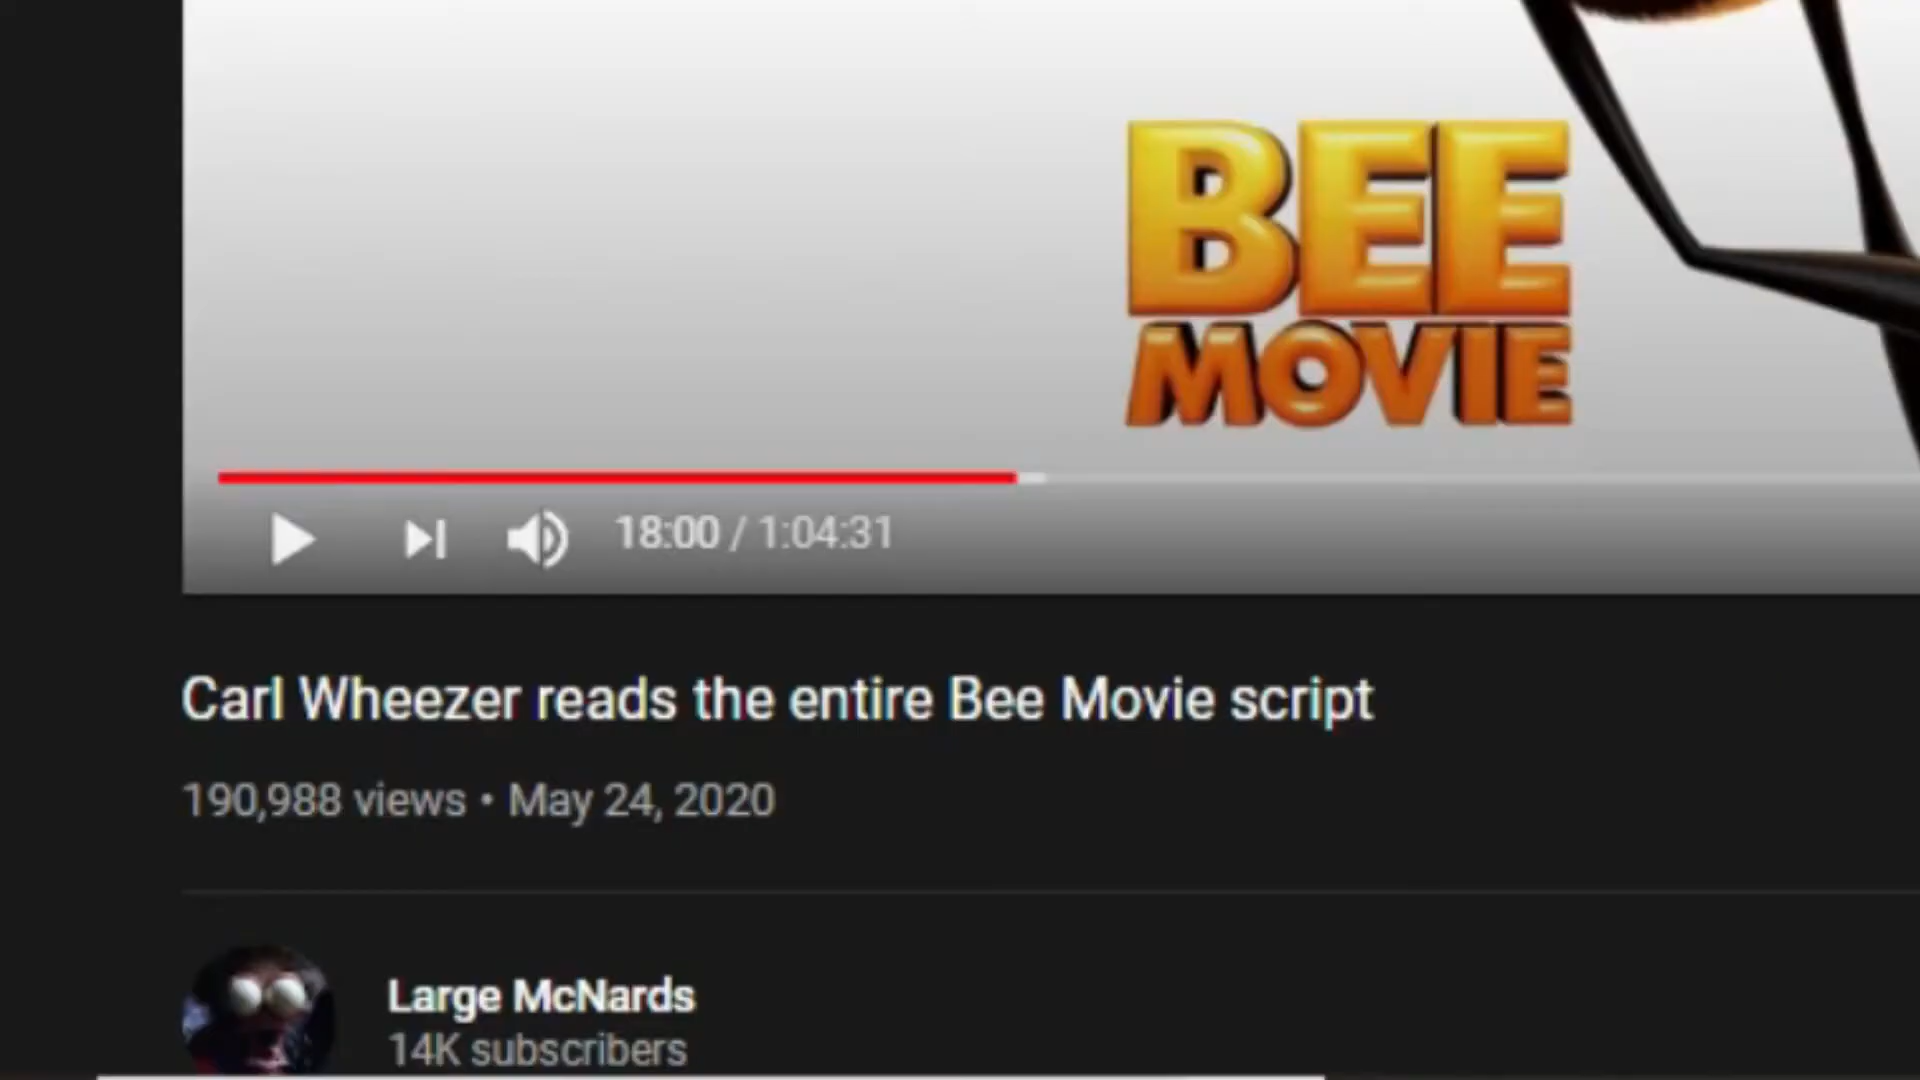 BEE
MOVIE
18:00 / 1:04:31
Carl Wheezer reads the entire Bee Movie script
190,988 views • May 24, 2020
Large McNards
14K subscribers